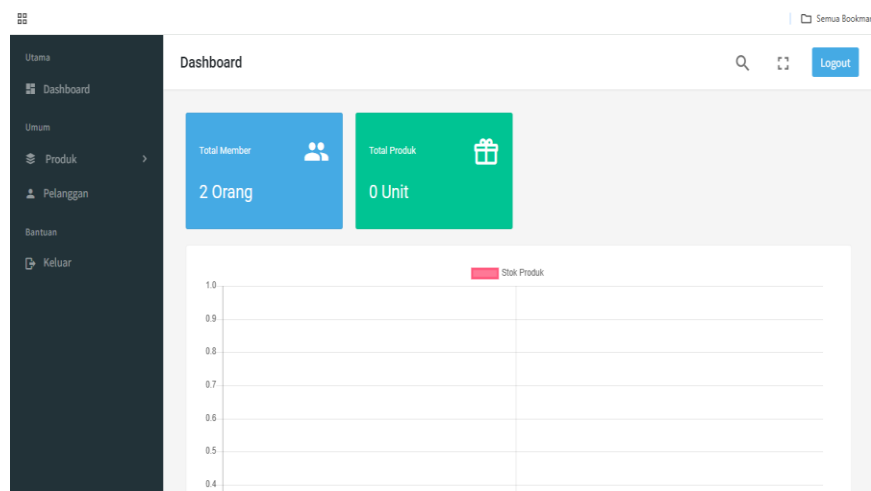 Semua Bookmar
Utama
Dashboard
Umum
Produk
Pelanggan
Bantuan
Keluar
Dashboard
Logout
Total Member
2 Orang
Total Produk
0 Unit
Stok Produk
1.0
0.9
0.8
0.7
0.6
0.5
0.4